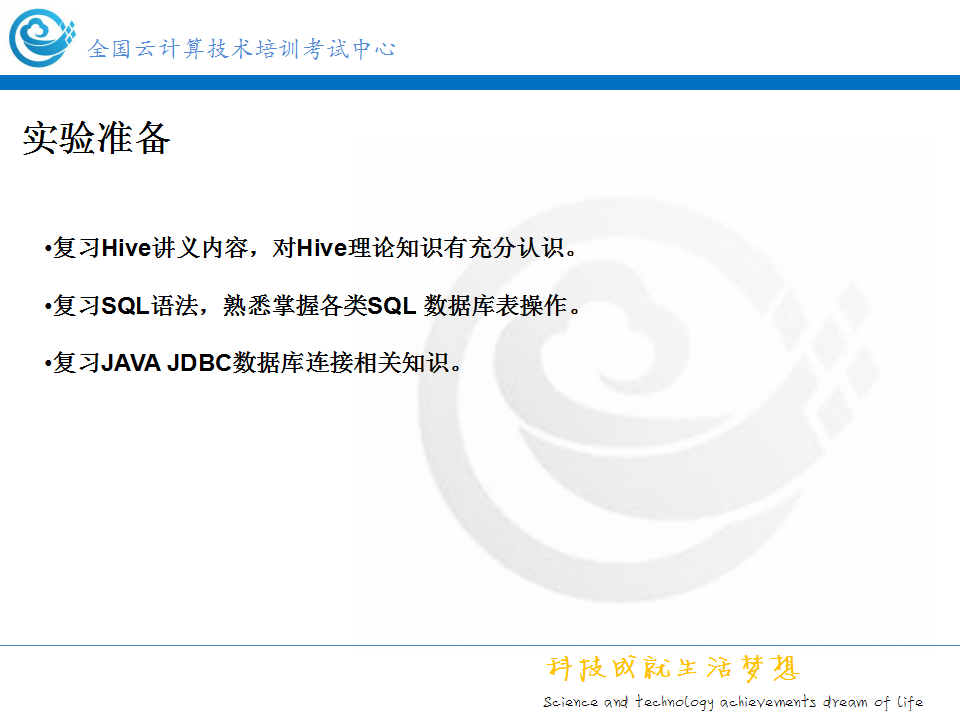 全国云计算技术培训考试中心
实验准备
•复习Hive讲义内容，对Hive理论知识有充分认识。
•复习SQL语法，熟悉掌握各类SQL 数据库表操作。
•复习JAVA JDBC数据库连接相关知识。
科技成就生活梦想
Science and technology achievements dream of life